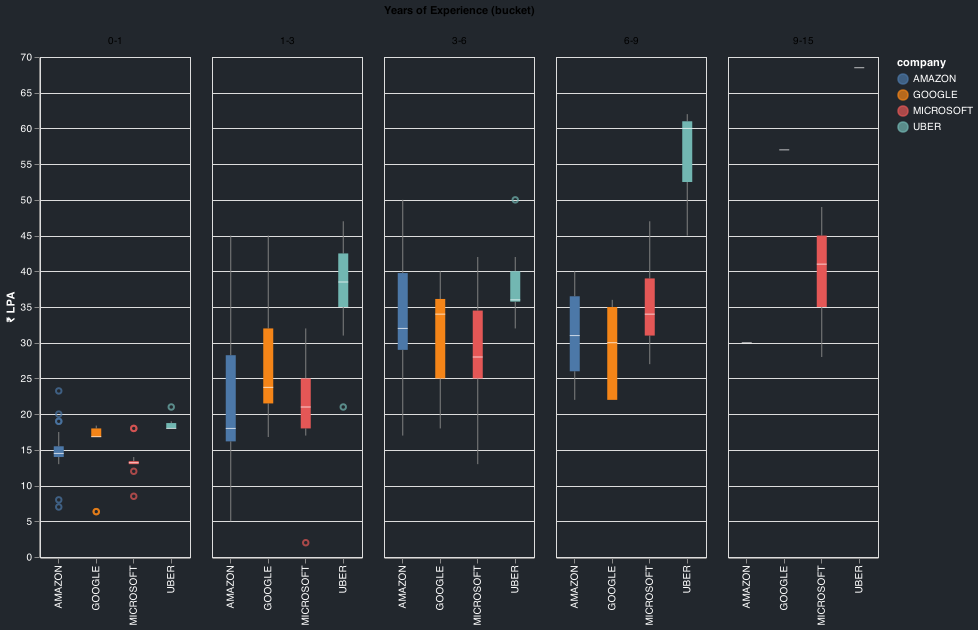 Years of Experience (bucket)
0-1 1-3 3-6 6-9 9-15
₹ LPA
70
65
60
55
50
45
40
35
30
25
20
15
10
5
0
AMAZON GOOGLE MICROSOFT UBER
AMAZON GOOGLE MICROSOFT UBER
AMAZON GOOGLE MICROSOFT UBER
AMAZON GOOGLE MICROSOFT UBER
AMAZON GOOGLE MICROSOFT UBER
company
AMAZON
GOOGLE
MICROSOFT
UBER